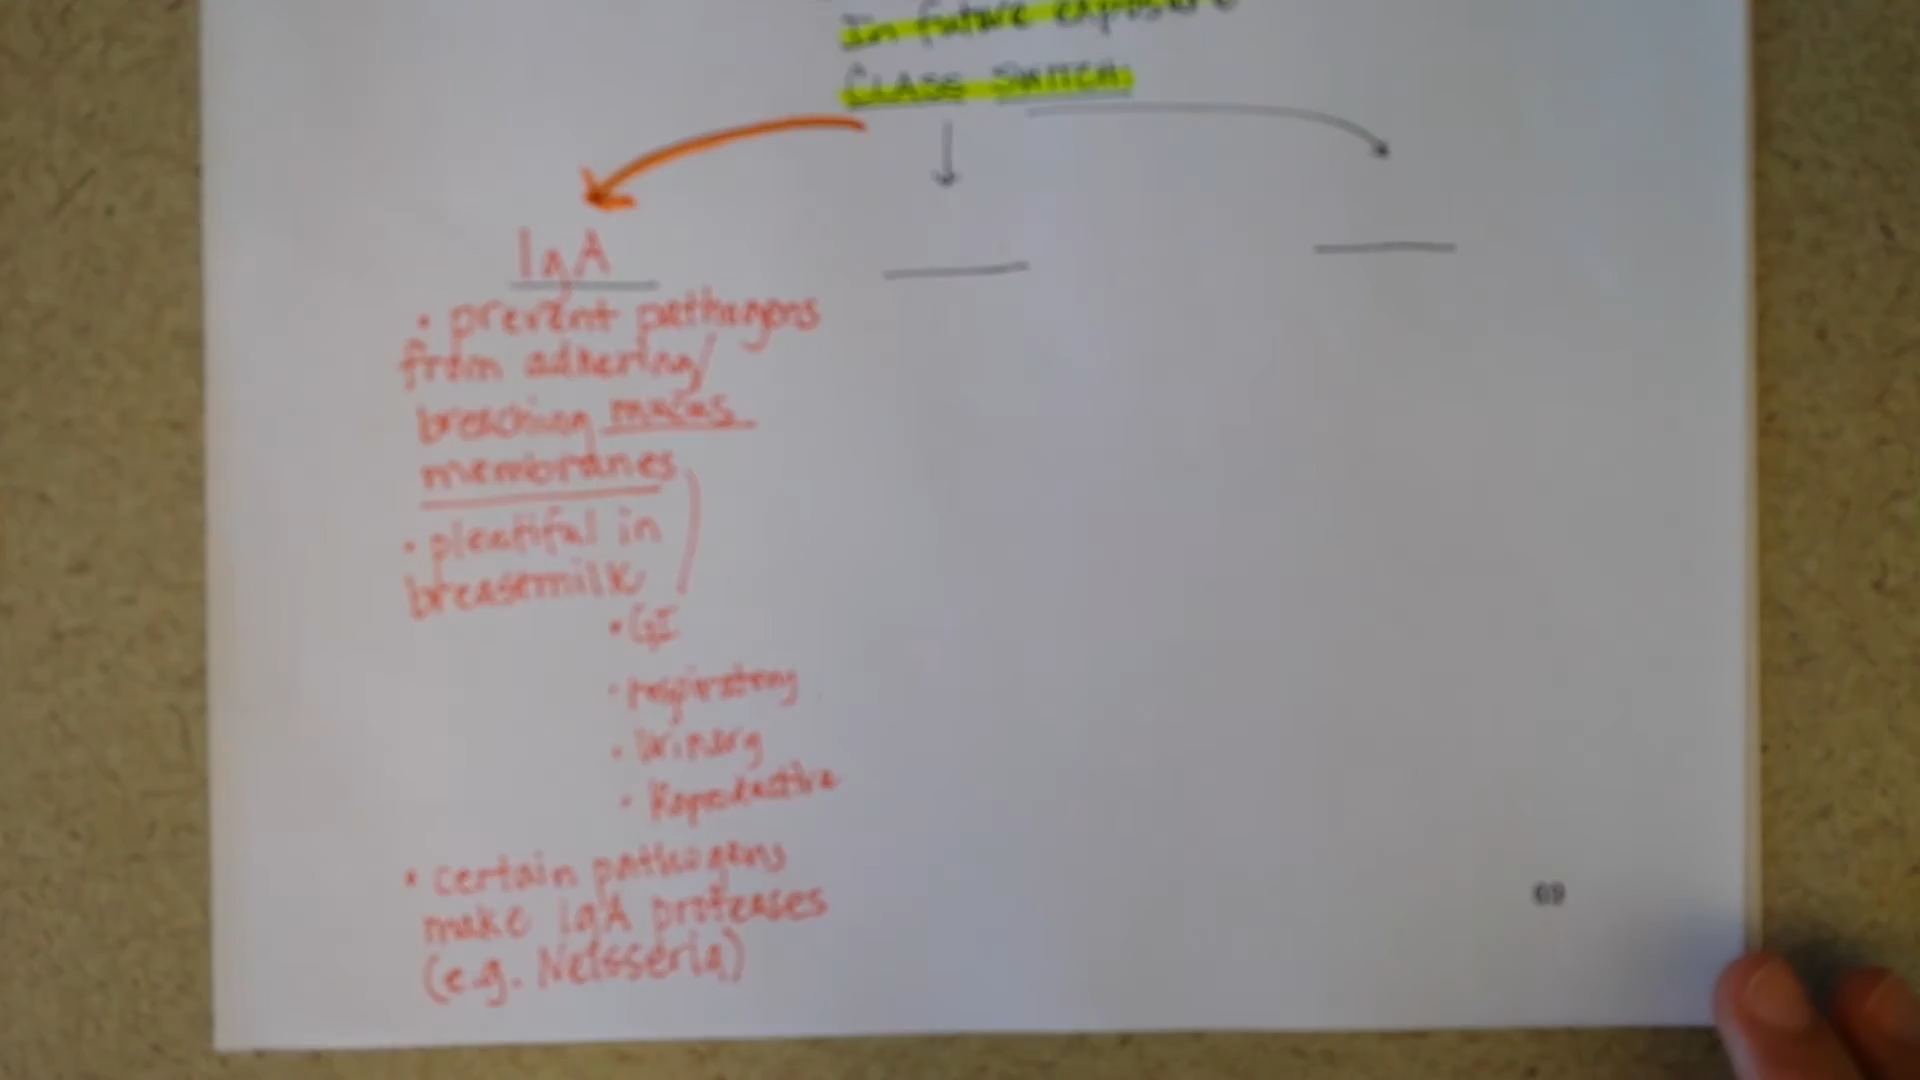 In future exposure
CLASS SWITCH
IgA
• prevent pathogens
from adhering/
breaching mucus
membranes
• plentiful in
breasemilk
• GI
• respiratory
• Urinary
• Reproductive
• certain pathogens
make IgA proteases
(e.g. Neisseria)
69